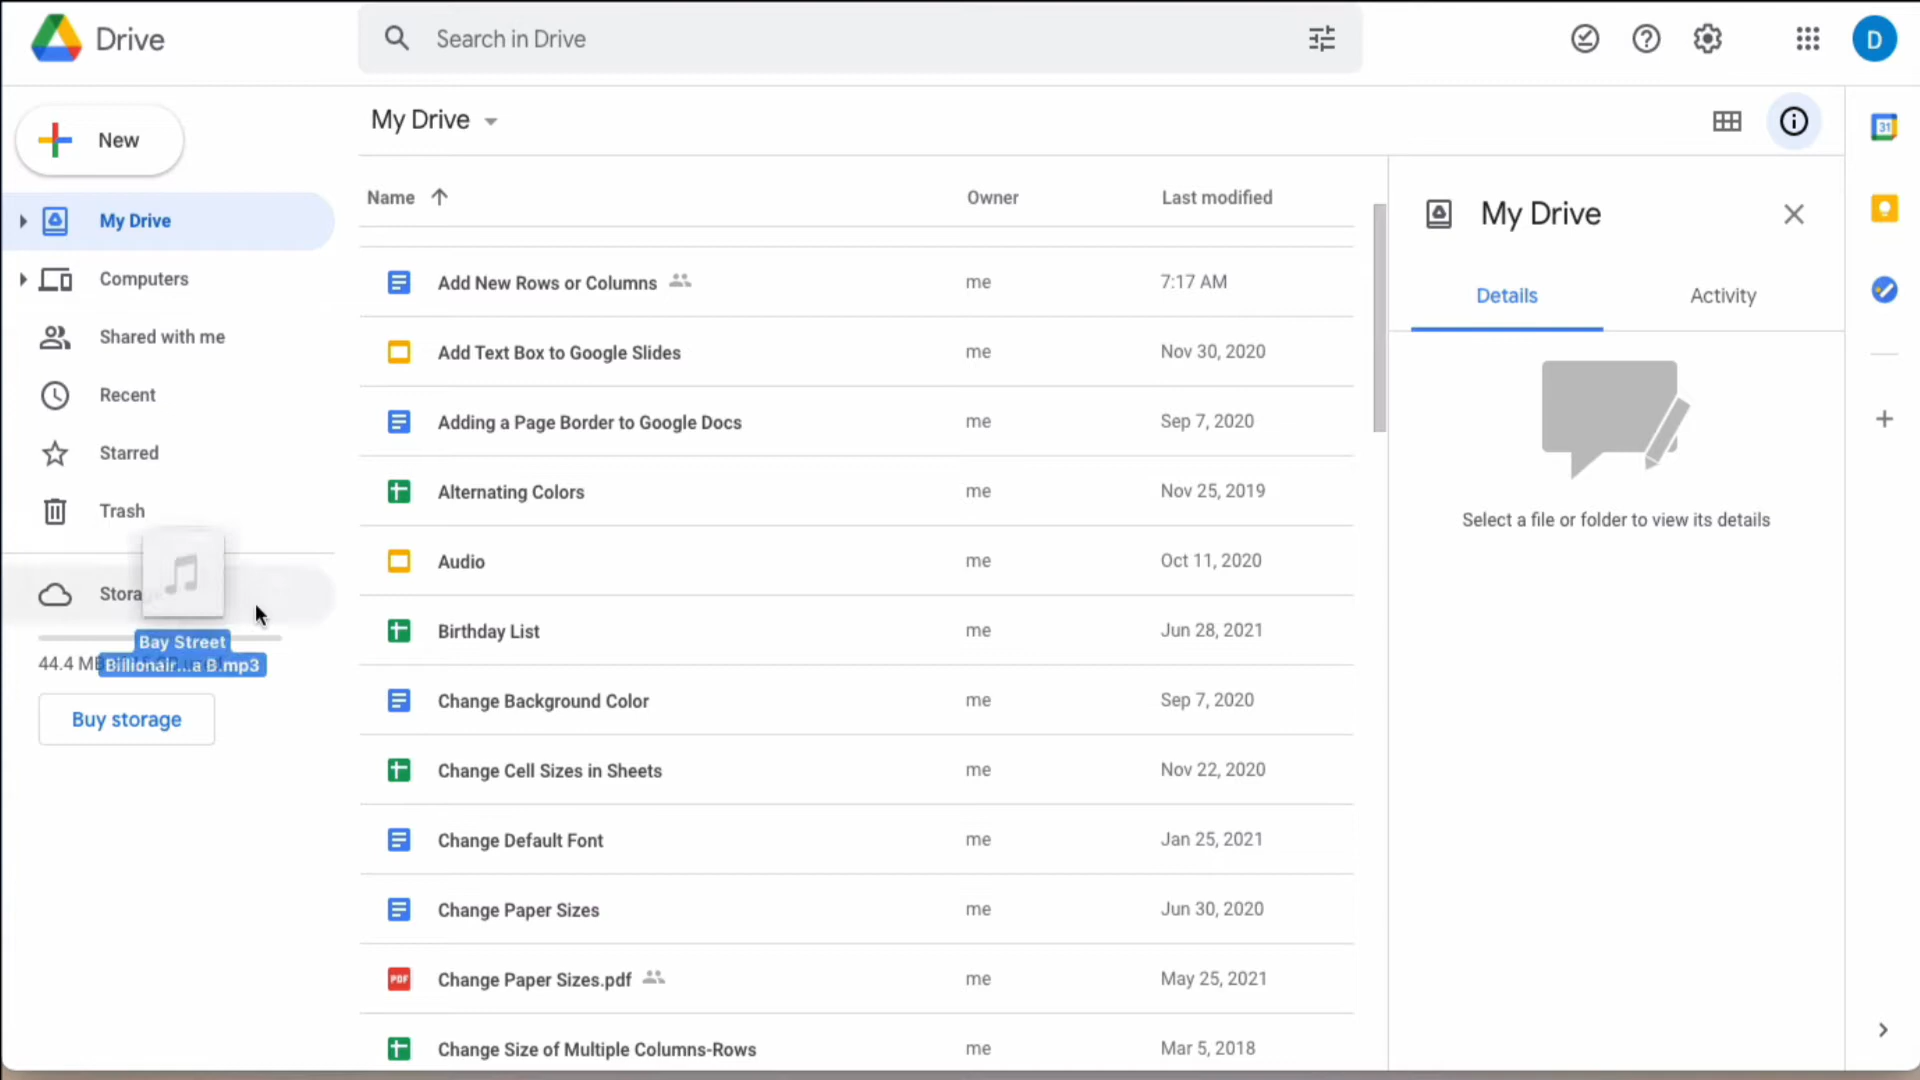 Drive
Search in Drive
D
New
My Drive
31
My Drive
Computers
Shared with me
Recent
Starred
Trash
Stora
Bay Street
Billionair...a B.mp3
44.4 MB
Buy storage
Name Owner Last modified
Add New Rows or Columns me 7:17 AM
Add Text Box to Google Slides me Nov 30, 2020
Adding a Page Border to Google Docs me Sep 7, 2020
Alternating Colors me Nov 25, 2019
Audio me Oct 11, 2020
Birthday List me Jun 28, 2021
Change Background Color me Sep 7, 2020
Change Cell Sizes in Sheets me Nov 22, 2020
Change Default Font me Jan 25, 2021
Change Paper Sizes me Jun 30, 2020
PDF Change Paper Sizes.pdf me May 25, 2021
Change Size of Multiple Columns-Rows me Mar 5, 2018
My Drive
Details Activity
Select a file or folder to view its details